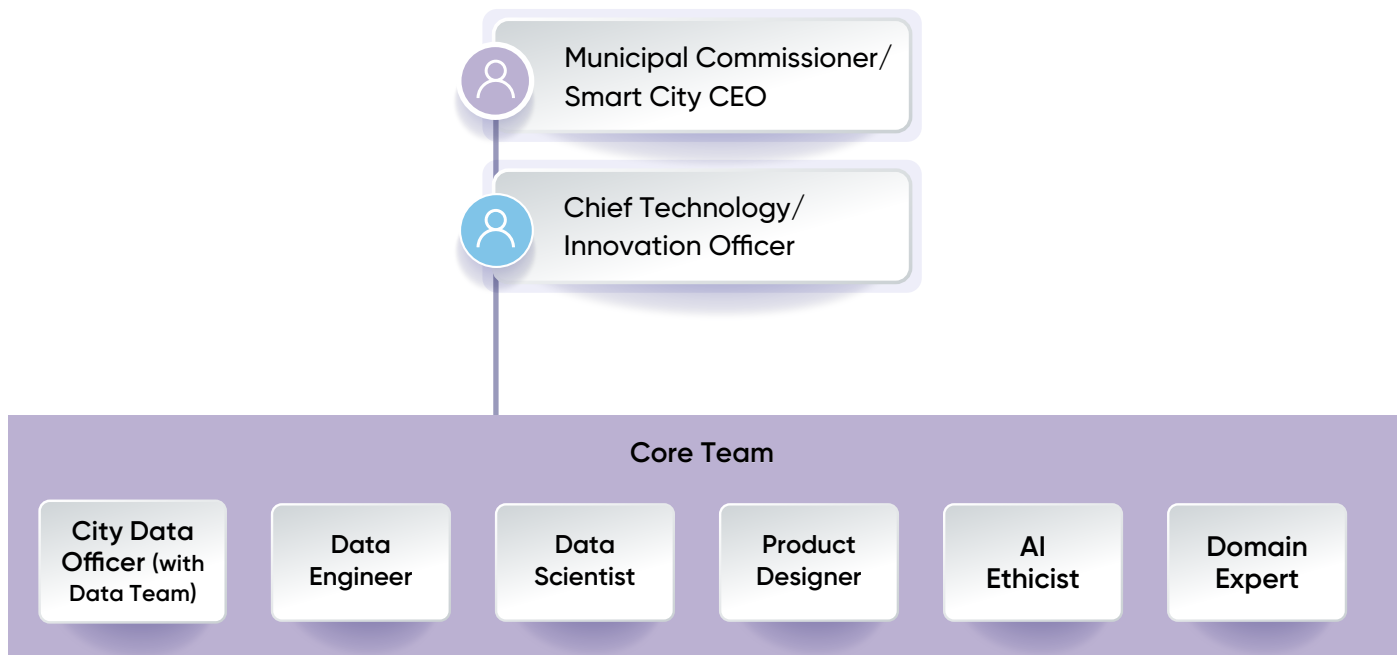 Municipal Commissioner/
Smart City CEO
Chief Technology/
Innovation Officer
Core Team
City Data
Officer (with
Data Team)
Data
Engineer
Data
Scientist
Product
Designer
AI
Ethicist
Domain
Expert